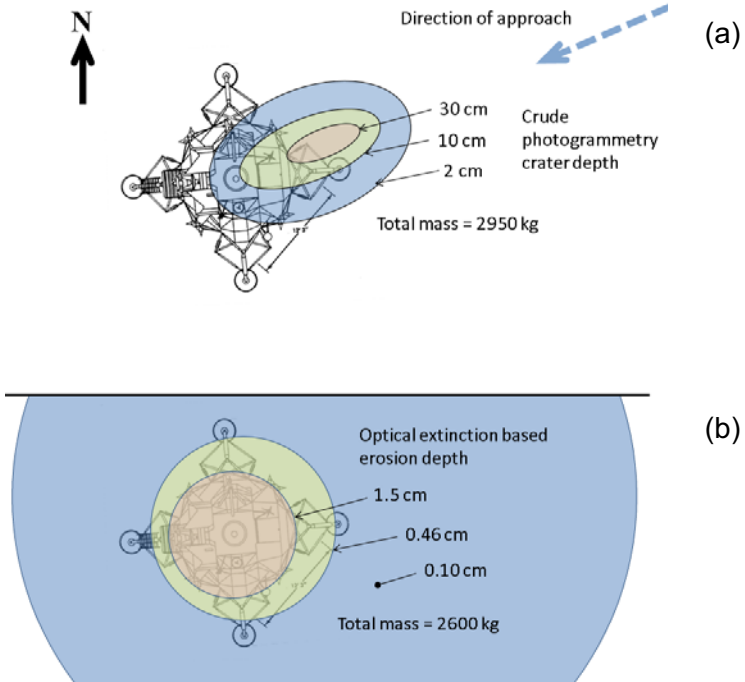 N
Direction of approach
(a)
30 cm
10 cm
2 cm
Crude
photogrammetry
crater depth
Total mass = 2950 kg
(b)
Optical extinction based
erosion depth
1.5 cm
0.46 cm
0.10 cm
Total mass = 2600 kg